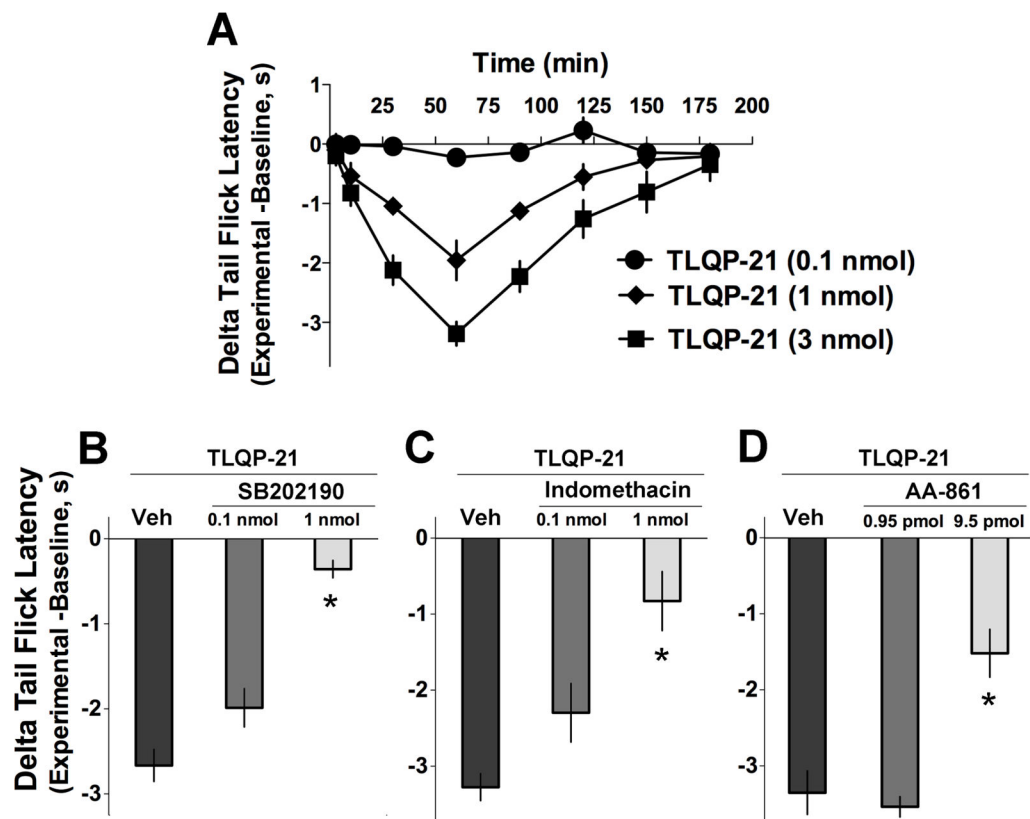 A
Time (min)
Delta Tail Flick Latency
(Experimental -Baseline, s)
1
0
-1
-2
-3
25 50 75 100 125 150 175 200
TLQP-21 (0.1 nmol)
TLQP-21 (1 nmol)
TLQP-21 (3 nmol)
Delta Tail Flick Latency
(Experimental -Baseline, s)
B
TLQP-21
SB202190
Veh 0.1 nmol 1 nmol
0
-1
-2
-3
*
C
TLQP-21
Indomethacin
Veh 0.1 nmol 1 nmol
0
-1
-2
-3
*
D
TLQP-21
AA-861
Veh 0.95 pmol 9.5 pmol
0
-1
-2
-3
*